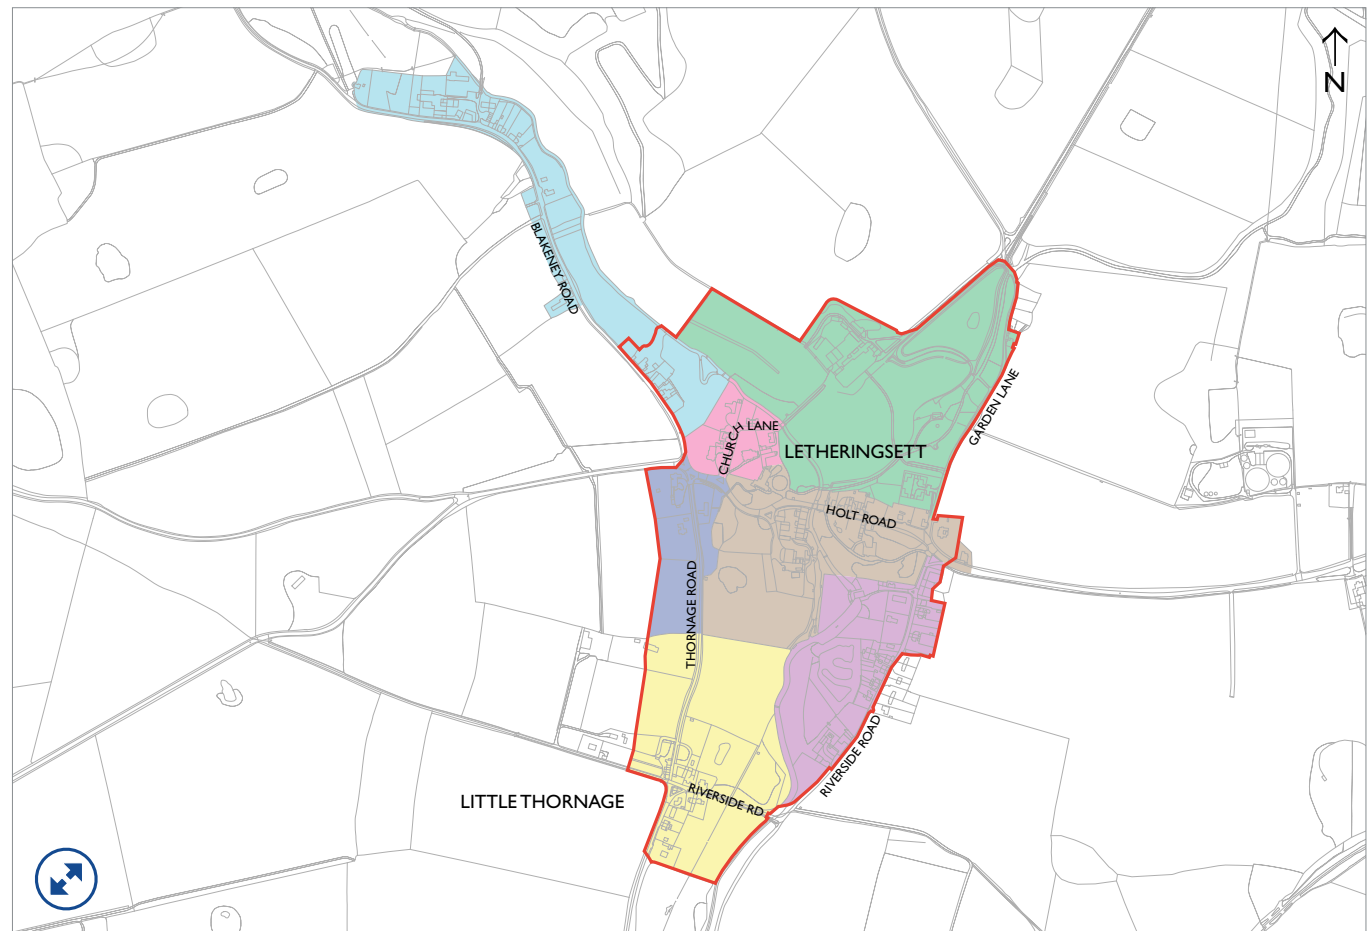 N
BLAKENEY ROAD
GARDEN LANE
CHURCH LANE
LETHERINGSETT
HOLT ROAD
THORNAGE ROAD
RIVERSIDE ROAD
RIVERSIDE RD
LITTLE THORNAGE